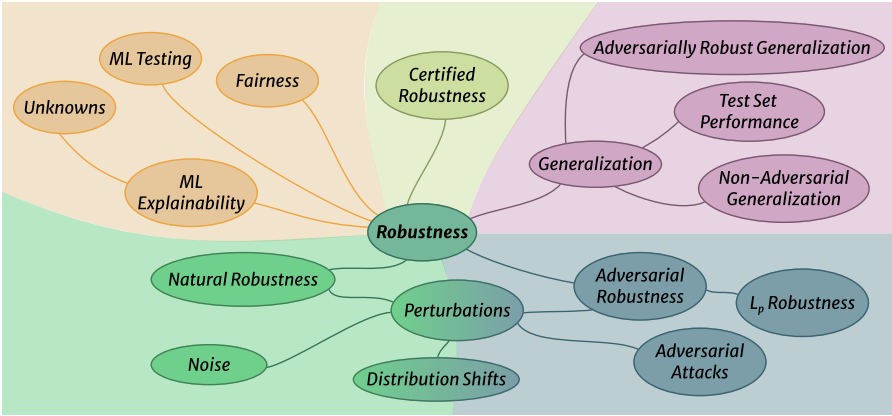 Adversarially Robust Generalization
ML Testing
Fairness
Certified
Robustness
Unknowns
Test Set
Performance
Generalization
ML
Explainability
Non-Adversarial
Generalization
Robustness
Natural Robustness
Adversarial
Robustness
Lp Robustness
Perturbations
Noise
Distribution Shifts
Adversarial
Attacks